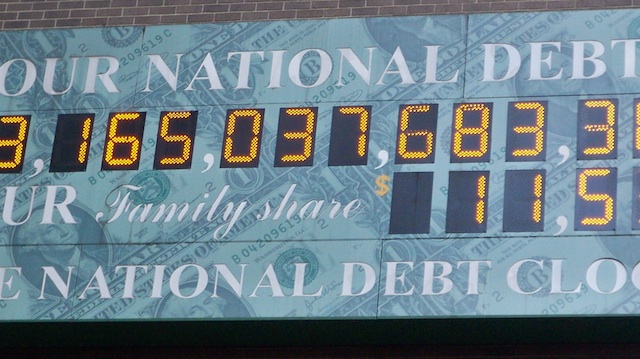 OUR NATIONAL DEBT
3,165,037,683,3
UR Family share $ 11,5
E NATIONAL DEBT CLOC